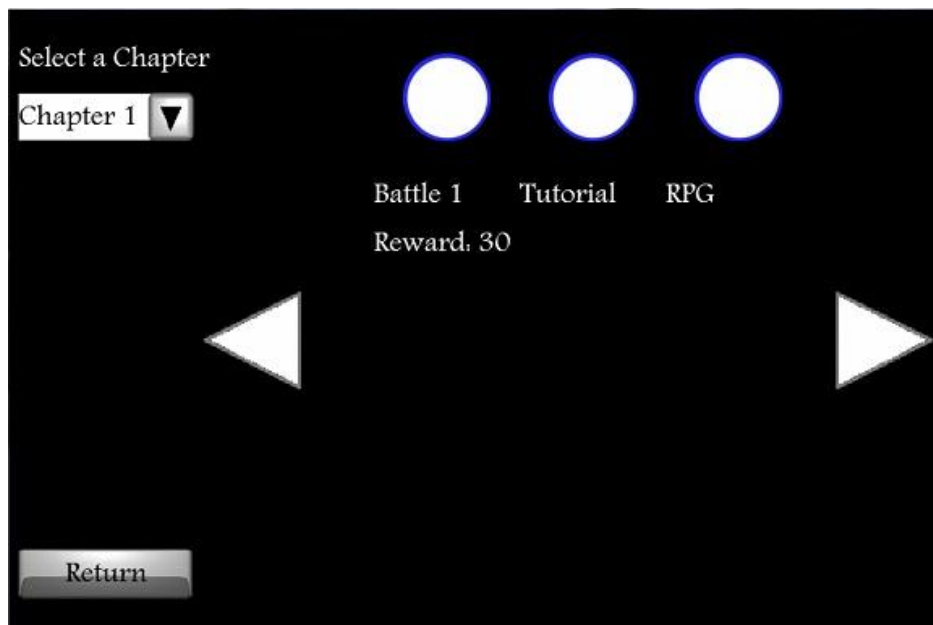 Select a Chapter
Chapter 1
Battle 1 Tutorial RPG
Reward: 30
Return